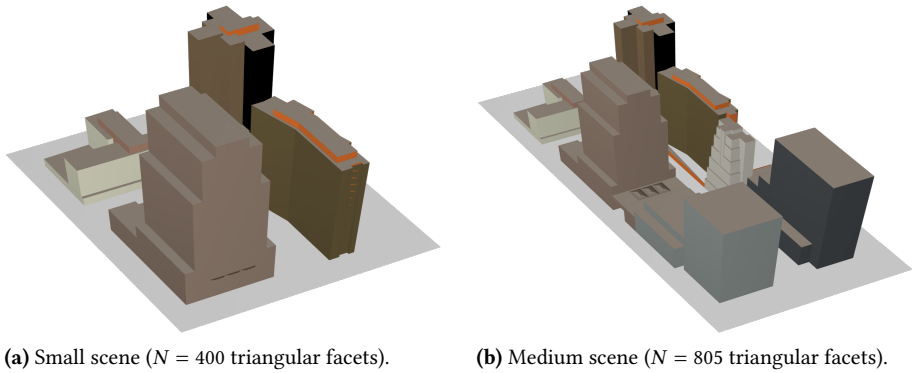 (a) Small scene (N = 400 triangular facets).
(b) Medium scene (N = 805 triangular facets).